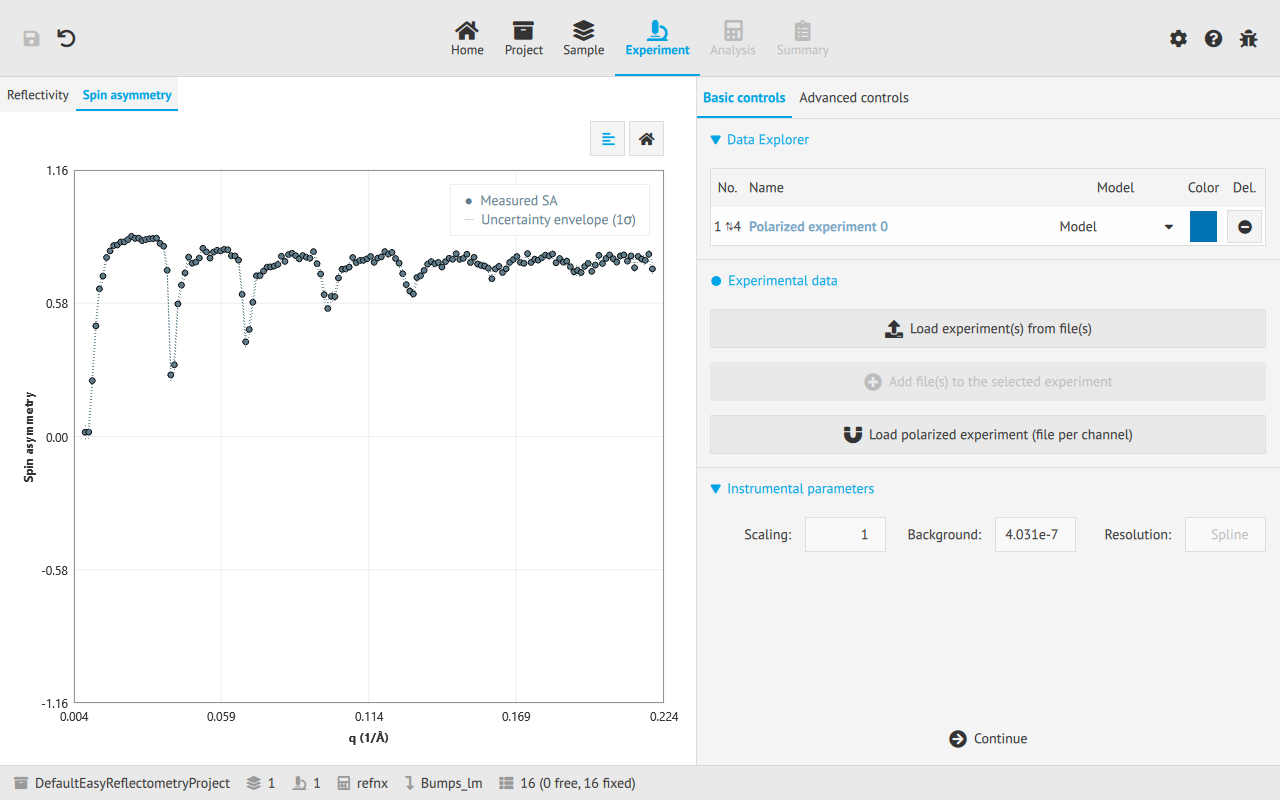 Home
Project
Sample
Experiment
Analysis
Summary
Reflectivity
Spin asymmetry
Basic controls
Advanced controls
1.16
0.58
0.00
-0.58
-1.16
Spin asymmetry
Measured SA
Uncertainty envelope (1σ)
0.004
0.059
0.114
0.169
0.224
q (1/Å)
Data Explorer
No. Name Model Color Del.
1 ⇅4 Polarized experiment 0 Model
Experimental data
Load experiment(s) from file(s)
Add file(s) to the selected experiment
Load polarized experiment (file per channel)
Instrumental parameters
Scaling: 1 Background: 4.031e-7 Resolution: Spline
Continue
DefaultEasyReflectometryProject 1 1 refnx Bumps_lm 16 (0 free, 16 fixed)